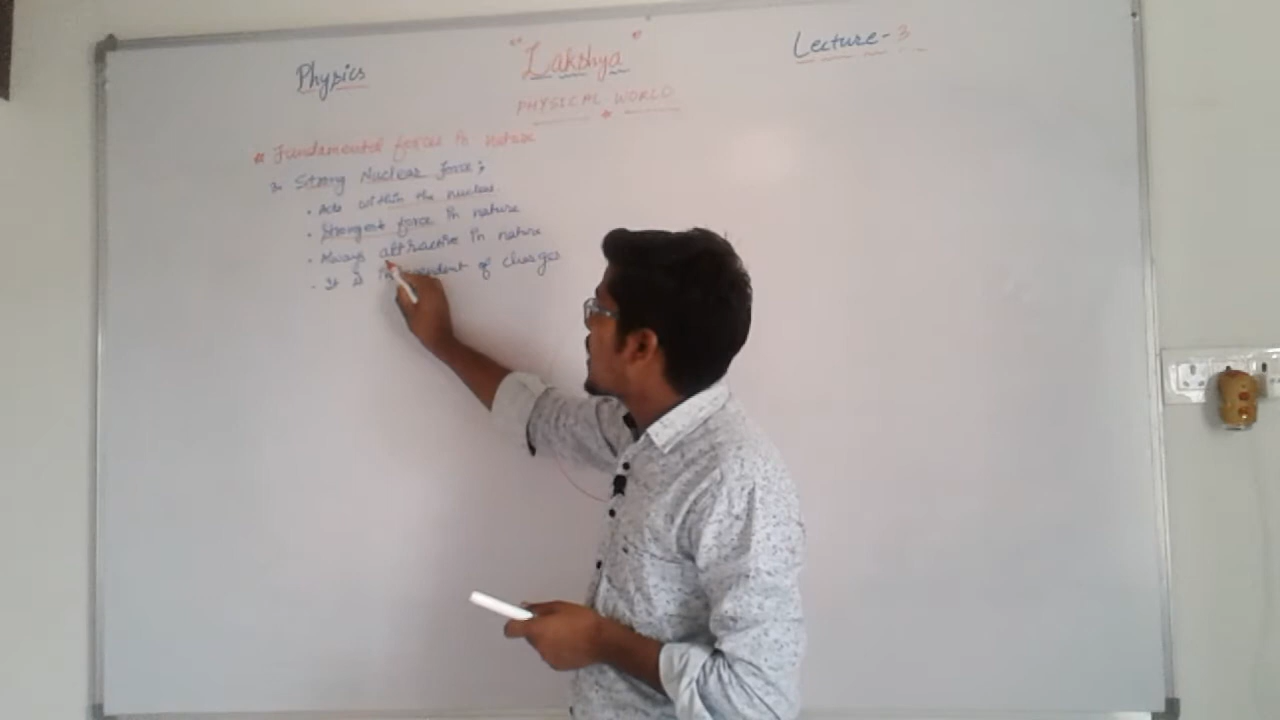 Physics
"Lakshya"
Lecture-3
PHYSICAL WORLD
Fundamental forces in nature
Strong Nuclear force;
• Acts within the nucleus.
• Strongest force in nature
• Always attractive in nature
• It is independent of charges